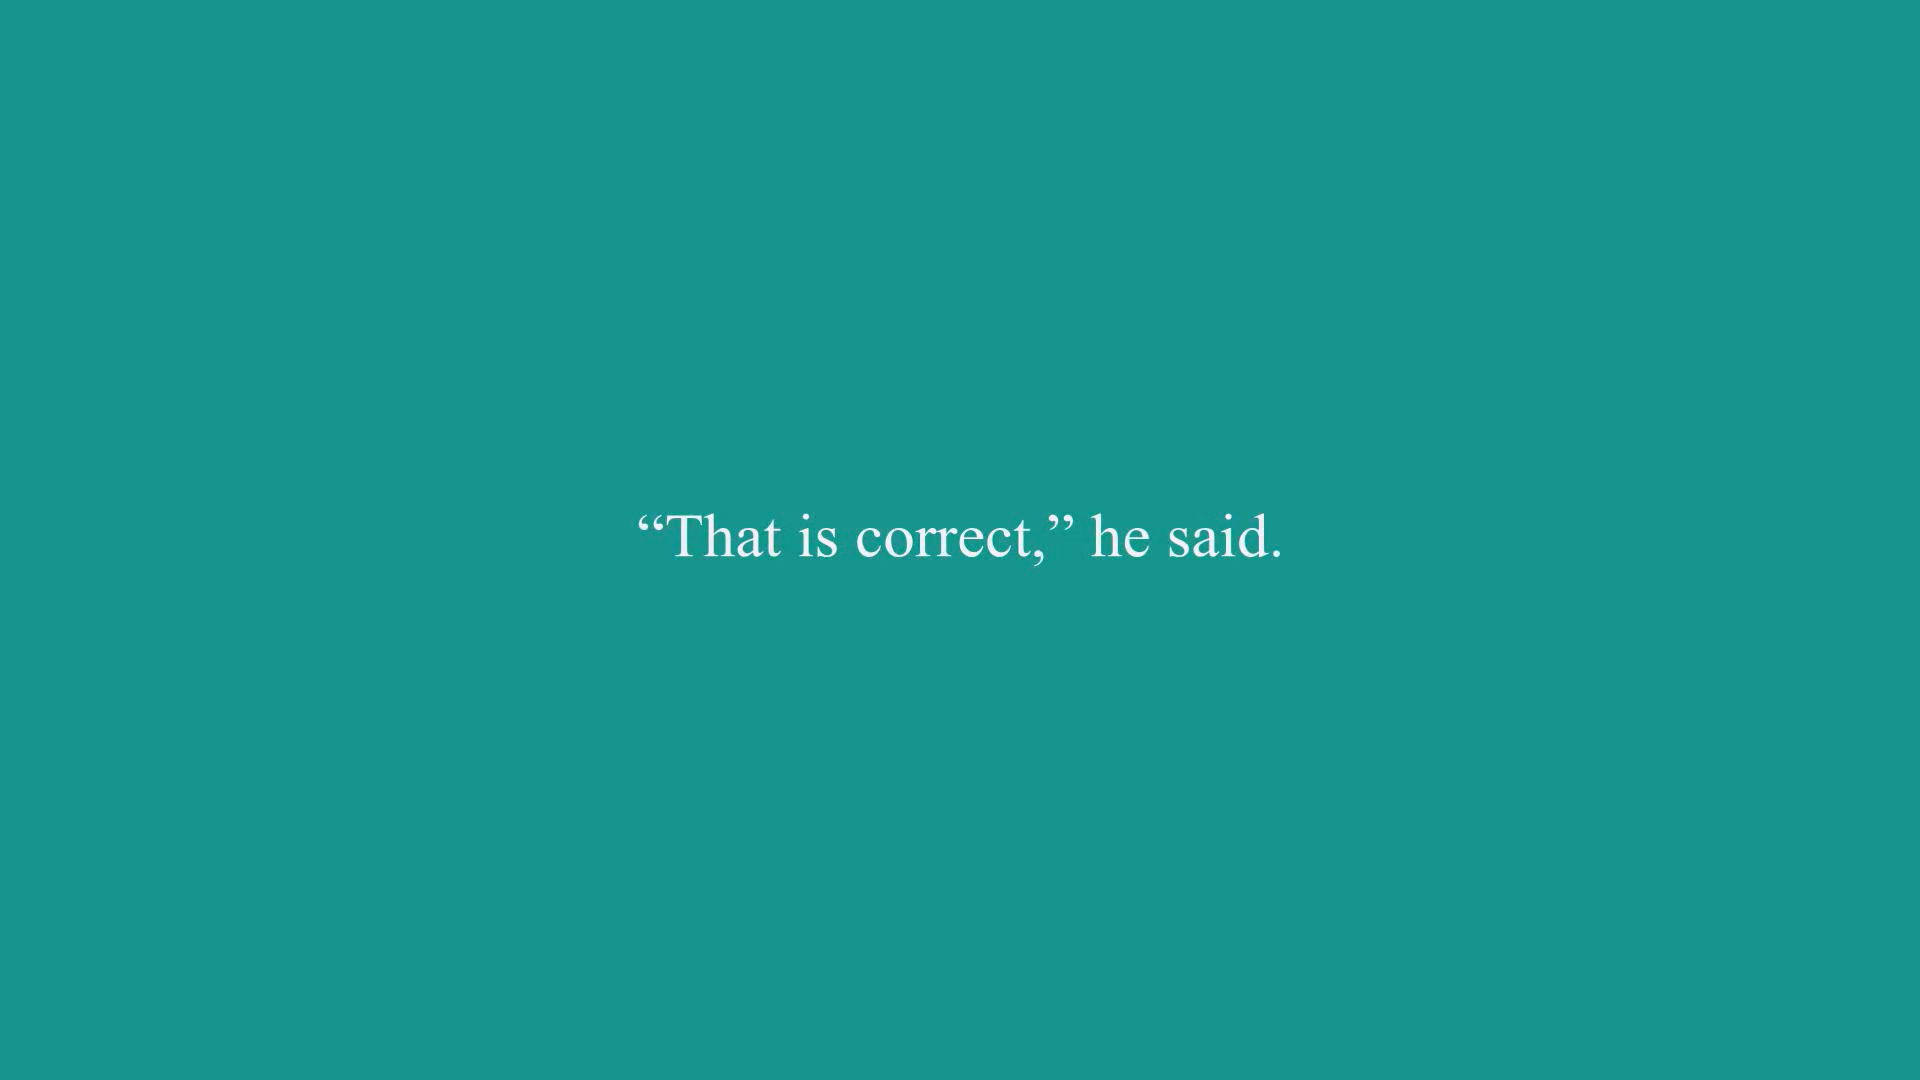 “That is correct,” he said.